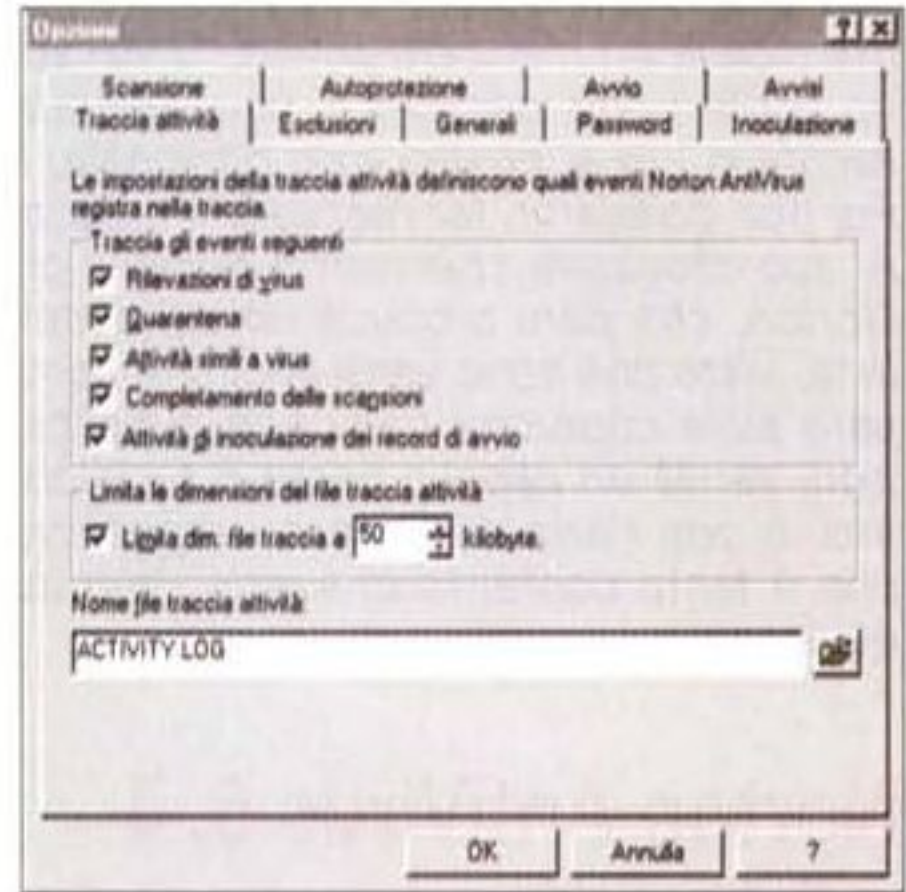 Opzioni
Scansione Autoprotezione Avvio Avvisi
Traccia attività Esclusioni Generali Password Inoculazione
Le impostazioni della traccia attività definiscono quali eventi Norton AntiVirus
registra nella traccia.
Traccia gli eventi seguenti
Rilevazioni di virus
Quarantena
Attività simili a virus
Completamento delle scansioni
Attività di inoculazione dei record di avvio
Limita le dimensioni del file traccia attività
Limita dim. file traccia a 50 kilobyte.
Nome file traccia attività:
ACTIVITY LOG
OK Annulla ?